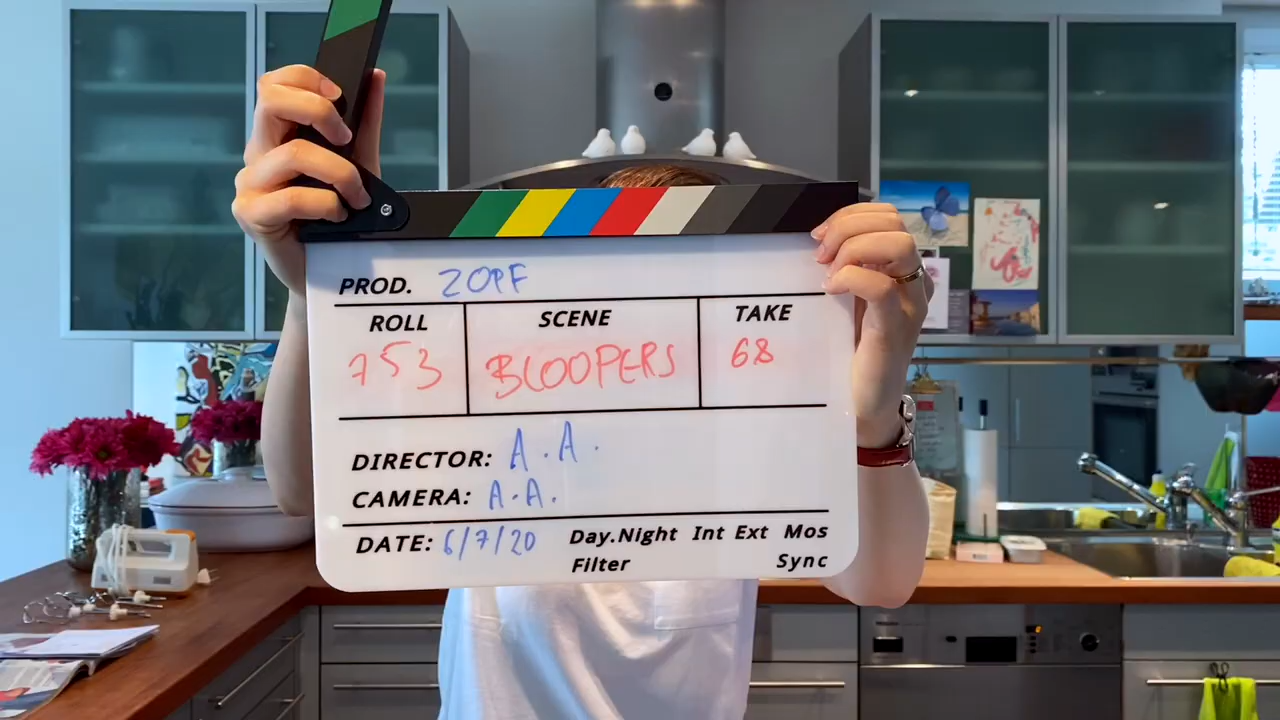 PROD. ZOPF
ROLL SCENE TAKE
753 BLOOPERS 68
DIRECTOR: A.A.
CAMERA: A.A.
DATE: 6/7/20 Day.Night Int Ext Mos
Filter Sync